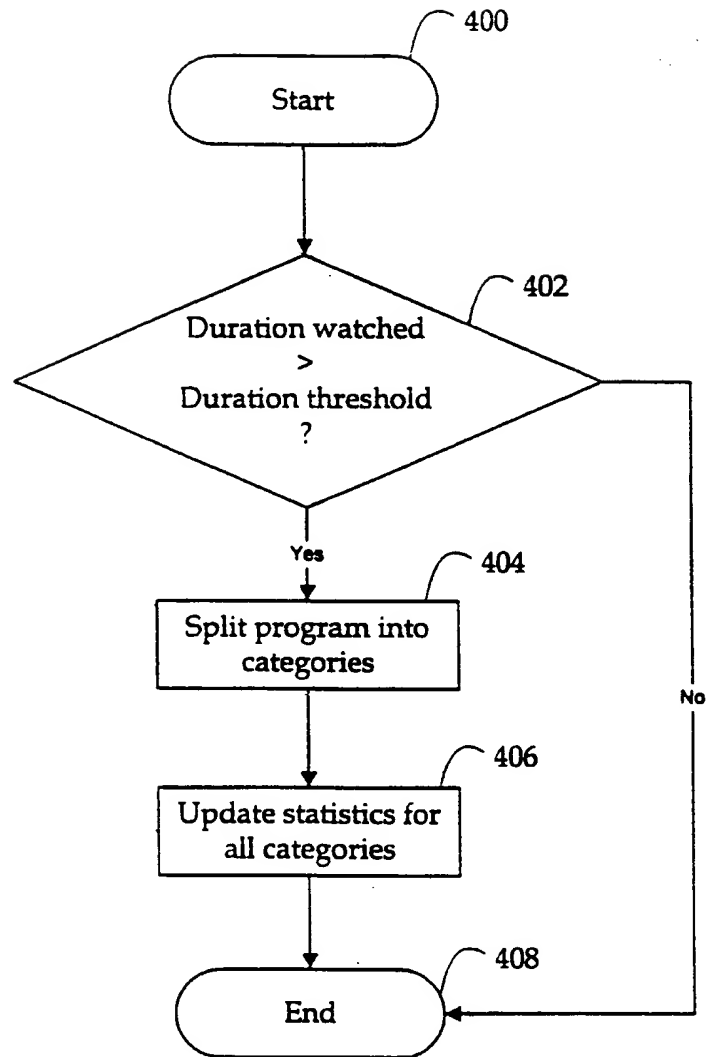 400
Start
402
Duration watched
>
Duration threshold
?
Yes
404
Split program into
categories
No
406
Update statistics for
all categories
408
End